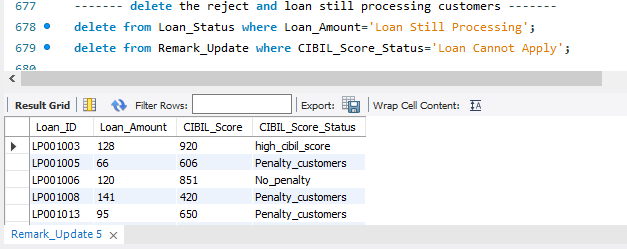 677 ------- delete the reject and loan still processing customers -------
678 delete from Loan_Status where Loan_Amount='Loan Still Processing';
679 delete from Remark_Update where CIBIL_Score_Status='Loan Cannot Apply';
680
Result Grid Filter Rows: Export: Wrap Cell Content:
Loan_ID Loan_Amount CIBIL_Score CIBIL_Score_Status
LP001003 128 920 high_cibil_score
LP001005 66 606 Penalty_customers
LP001006 120 851 No_penalty
LP001008 141 420 Penalty_customers
LP001013 95 650 Penalty_customers
Remark_Update 5